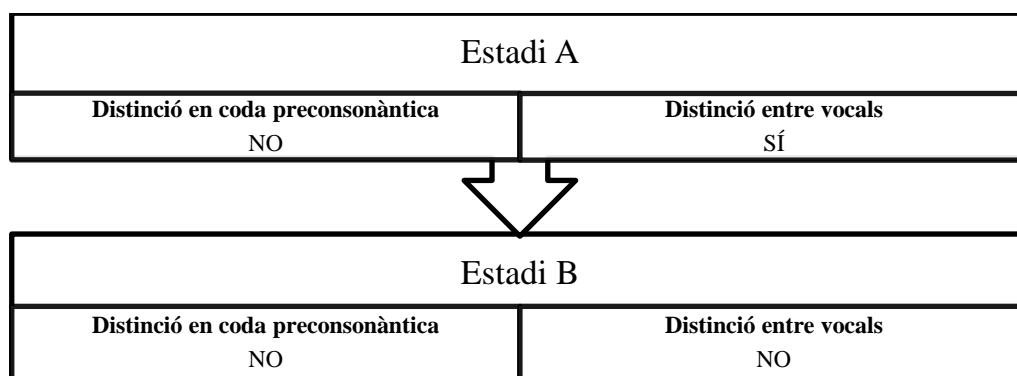 Estadi A
Distinció en coda preconsonàntica Distinció entre vocals
NO SÍ
Estadi B
Distinció en coda preconsonàntica Distinció entre vocals
NO NO